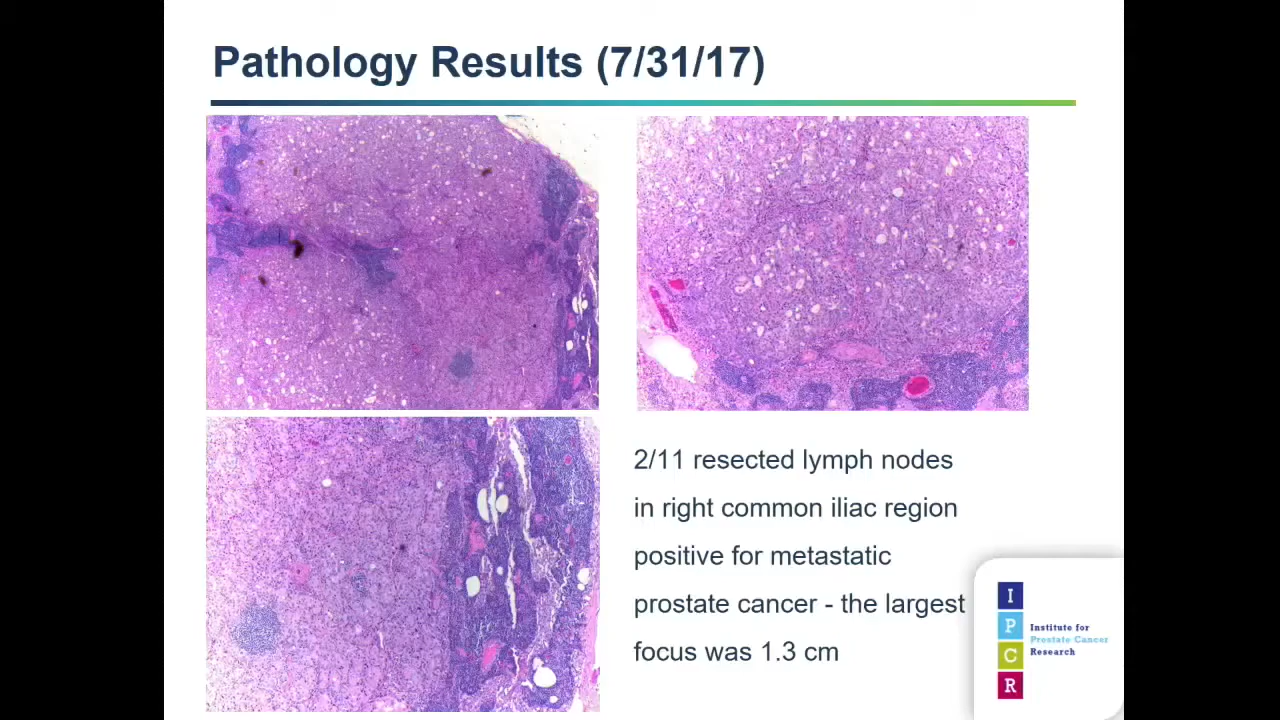 Pathology Results (7/31/17)
2/11 resected lymph nodes
in right common iliac region
positive for metastatic
prostate cancer - the largest
focus was 1.3 cm
I
P
C
R
Institute for
Prostate Cancer
Research